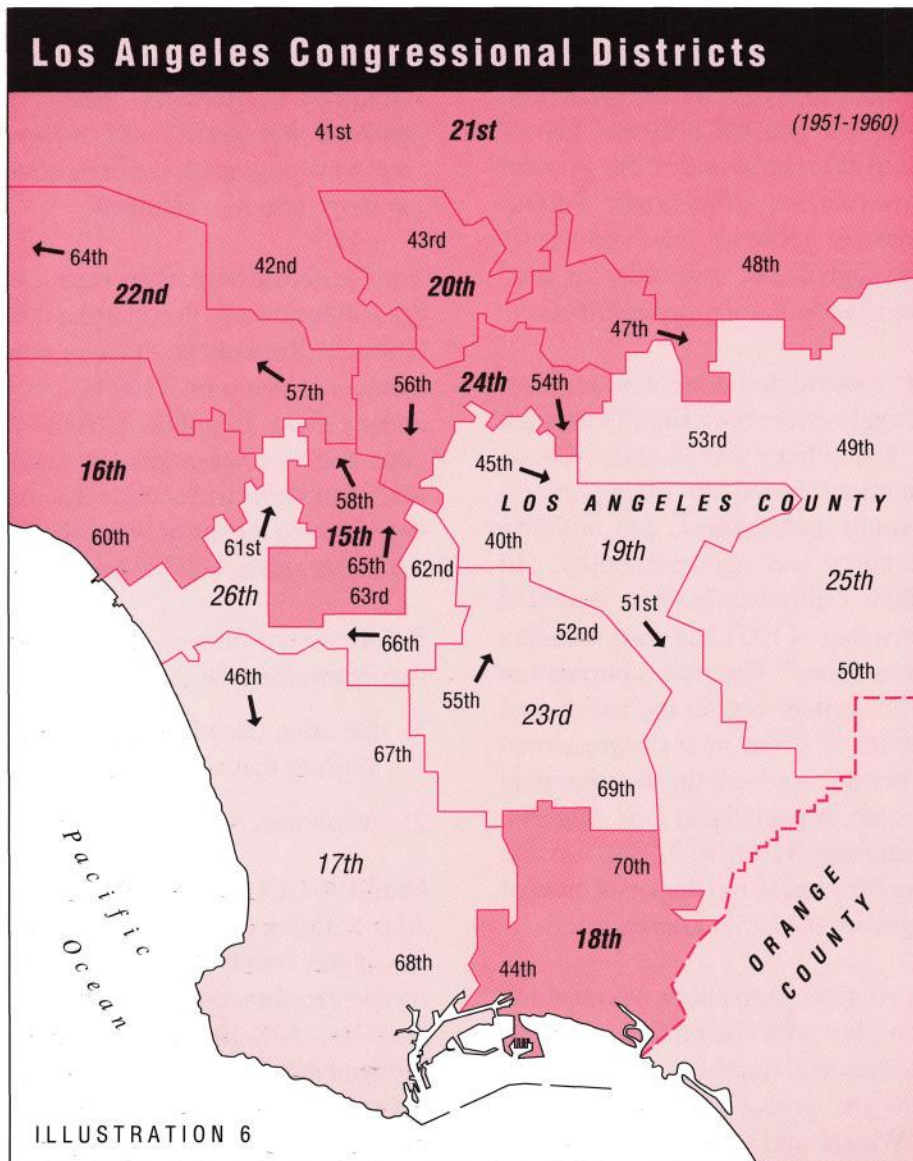 Los Angeles Congressional Districts
(1951-1960)
41st
21st
64th
22nd
42nd
43rd
20th
48th
47th
57th
56th
24th
54th
53rd
49th
16th
45th
58th
LOS ANGELES COUNTY
60th
61st
15th
65th
40th
19th
62nd
63rd
26th
25th
51st
66th
52nd
46th
55th
50th
23rd
67th
69th
17th
70th
Pacific
Ocean
18th
68th
44th
ORANGE
COUNTY
ILLUSTRATION 6